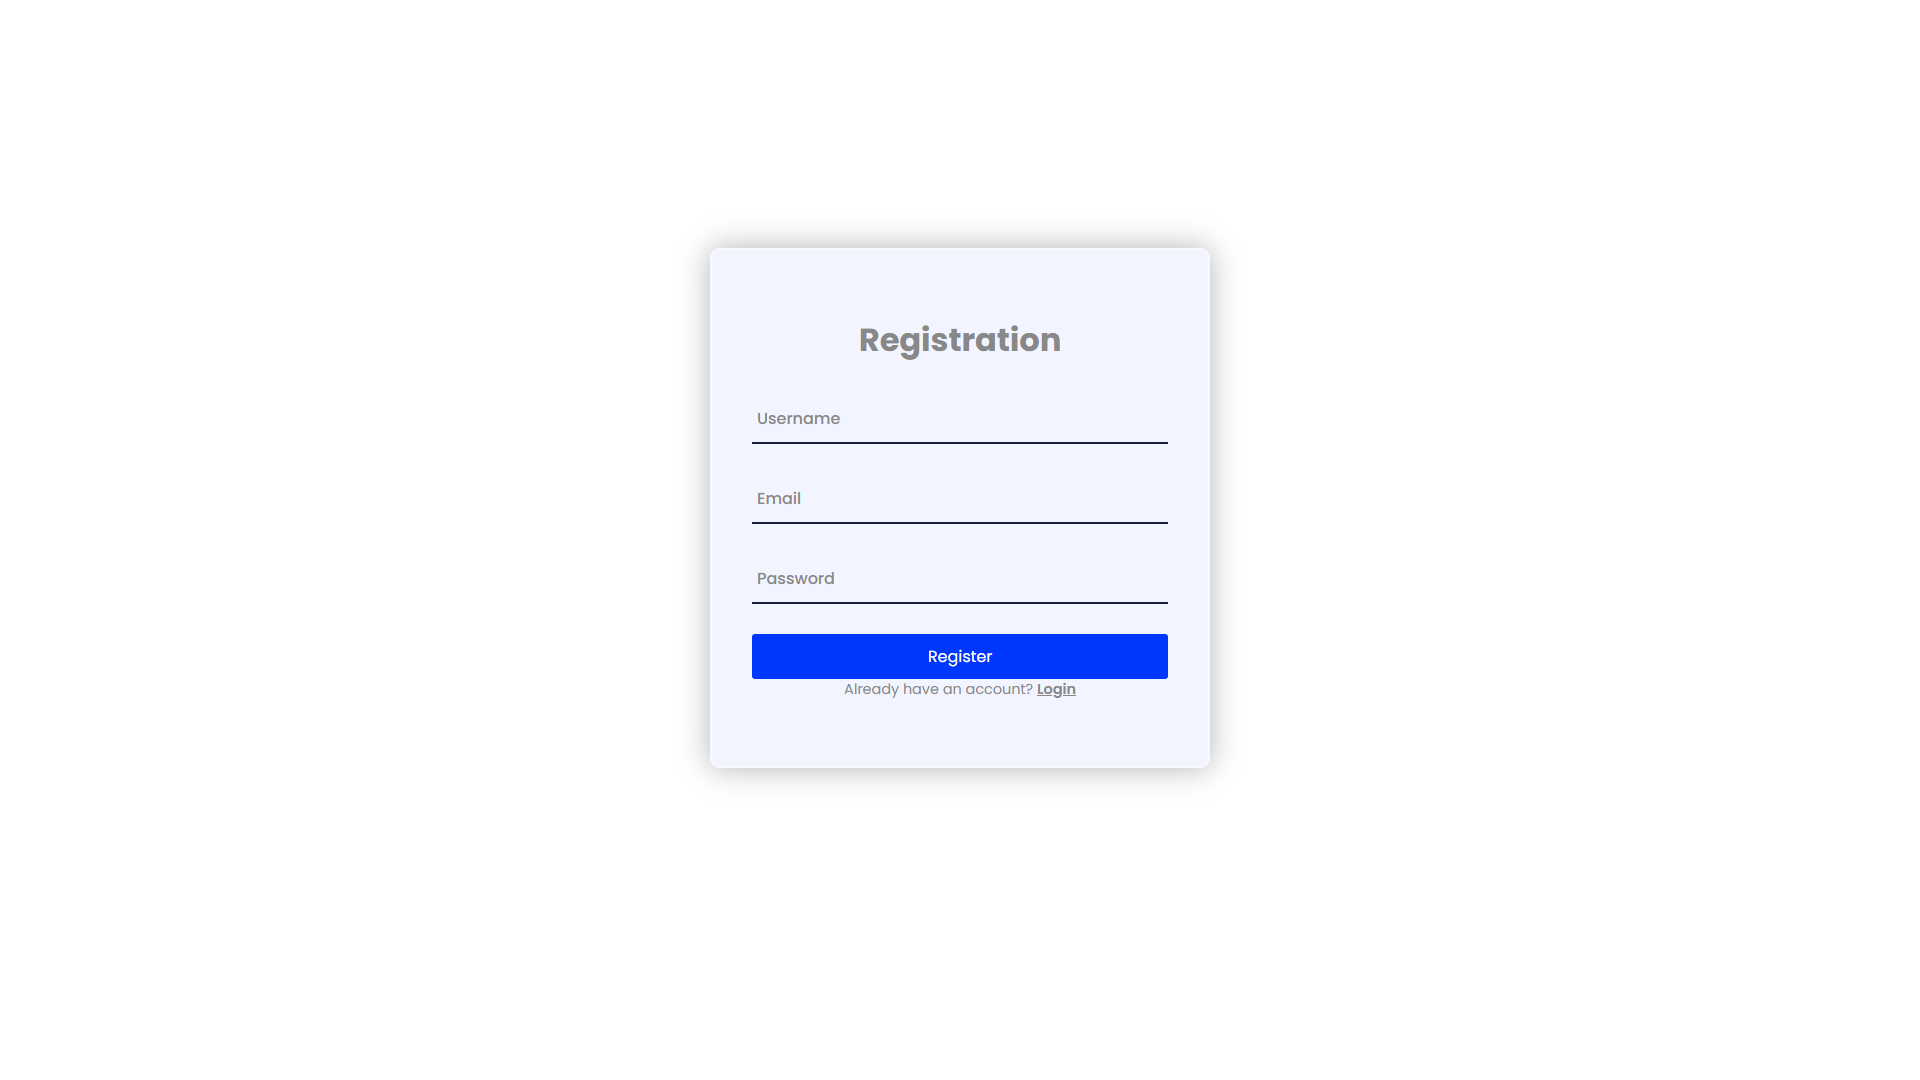 Registration
Username
Email
Password
Register
Already have an account? Login